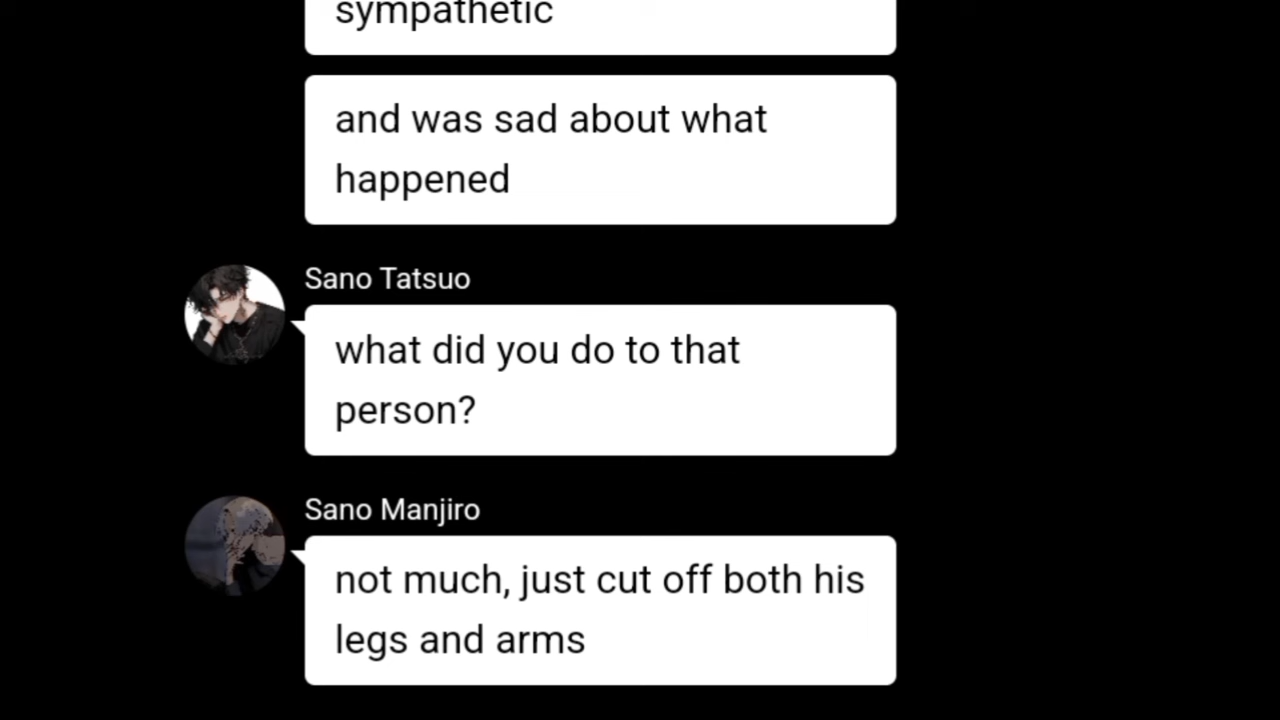 sympathetic
and was sad about what
happened
Sano Tatsuo
what did you do to that
person?
Sano Manjiro
not much, just cut off both his
legs and arms